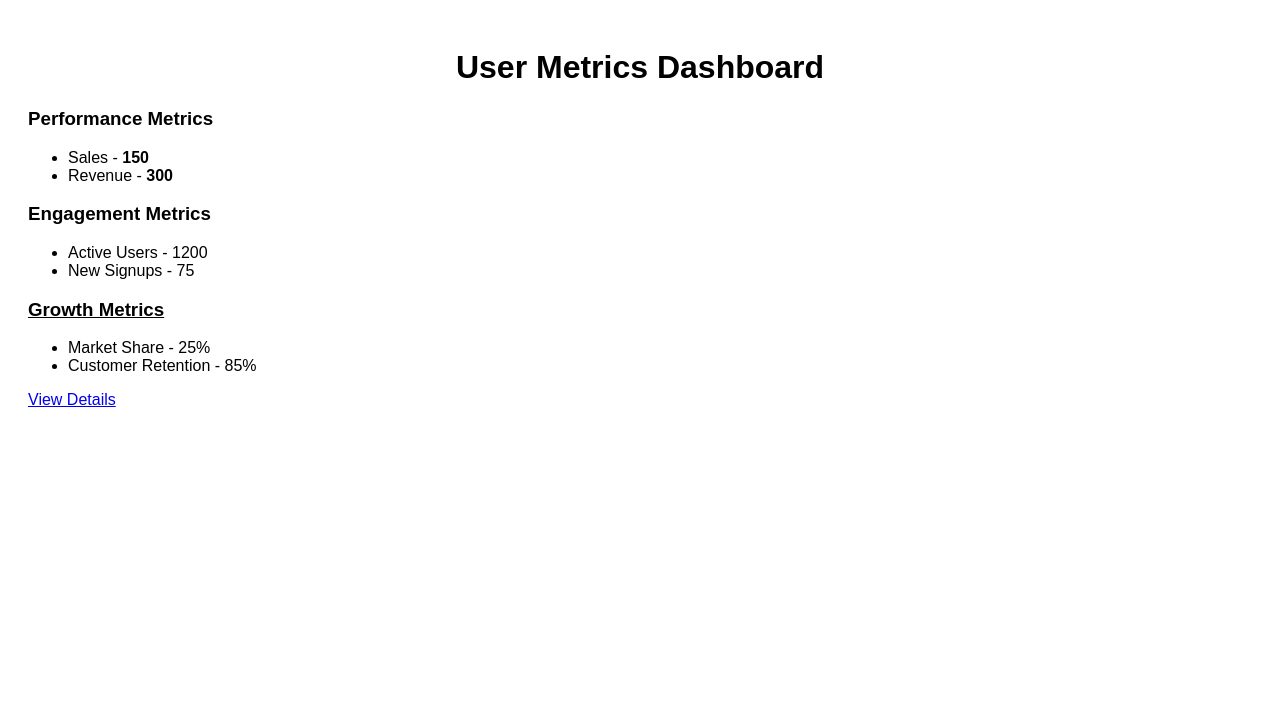 User Metrics Dashboard
Performance Metrics
Sales - 150
Revenue - 300
Engagement Metrics
Active Users - 1200
New Signups - 75
Growth Metrics
Market Share - 25%
Customer Retention - 85%
View Details